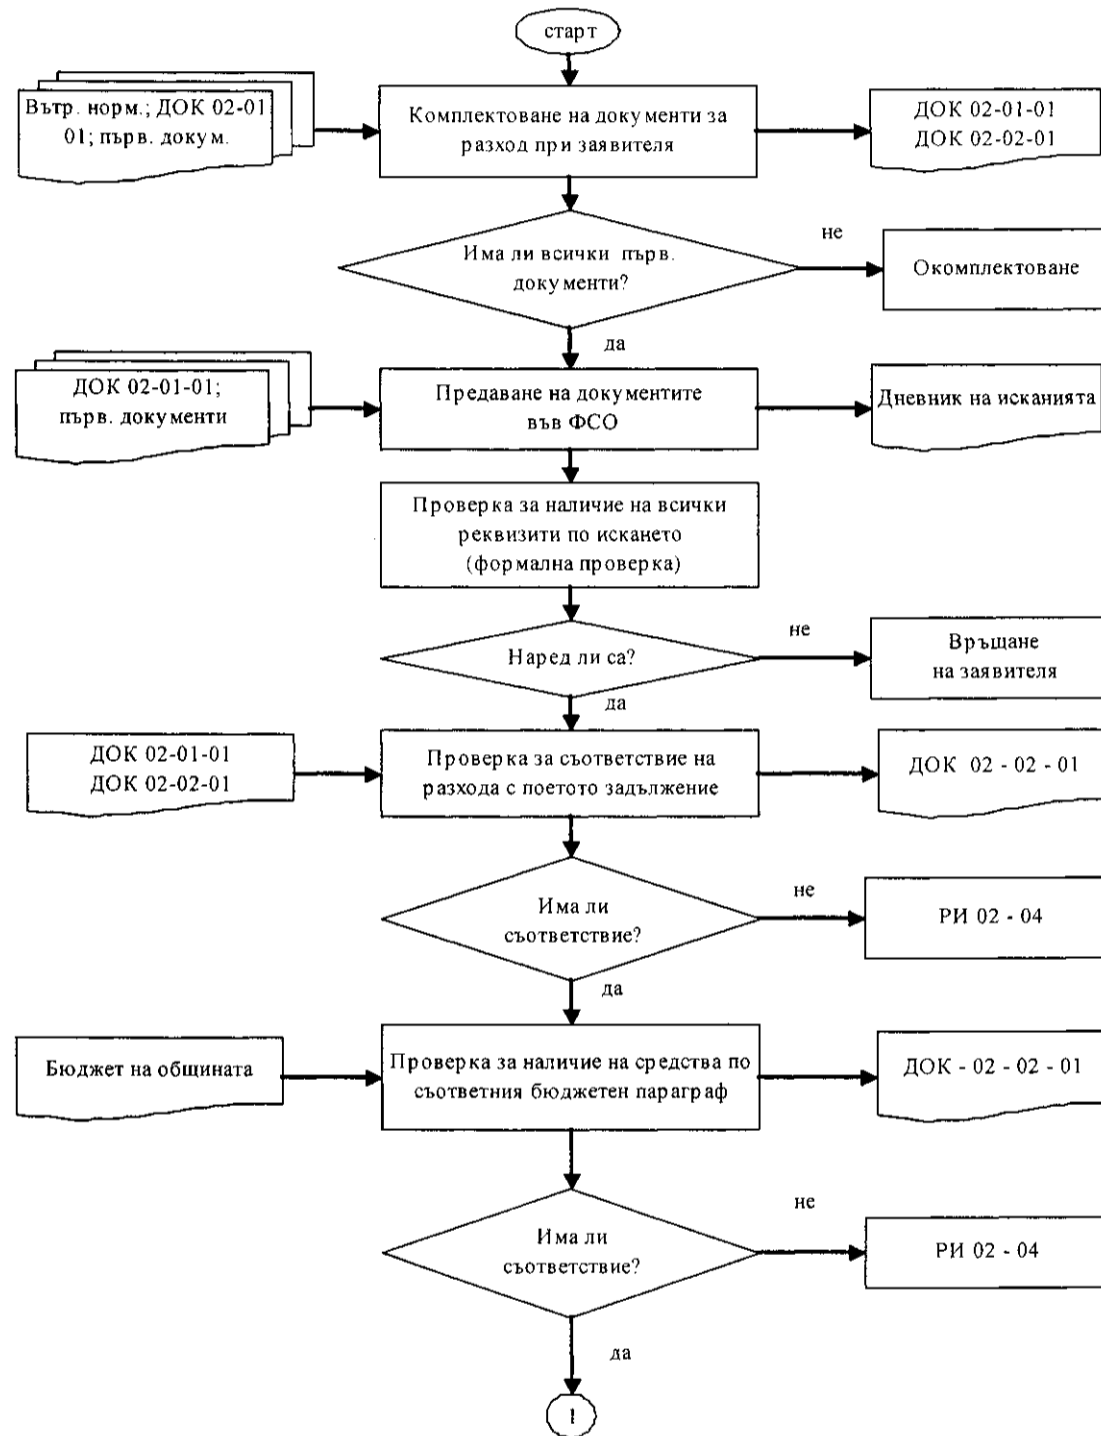 старт
Вътр. норм.; ДОК 02-01
01; първ. докум.
Комплектоване на документи за
разход при заявителя
ДОК 02-01-01
ДОК 02-02-01
Има ли всички първ.
документи?
не
Окомплектоване
да
ДОК 02-01-01;
първ. документи
Предаване на документите
във ФСО
Дневник на исканията
Проверка за наличие на всички
реквизити по искането
(формална проверка)
Наред ли са?
не
Връщане
на заявителя
да
ДОК 02-01-01
ДОК 02-02-01
Проверка за съответствие на
разхода с поетото задължение
ДОК 02 - 02 - 01
Има ли
съответствие?
не
РИ 02 - 04
да
Бюджет на общината
Проверка за наличие на средства по
съответния бюджетен параграф
ДОК - 02 - 02 - 01
Има ли
съответствие?
не
РИ 02 - 04
да
1